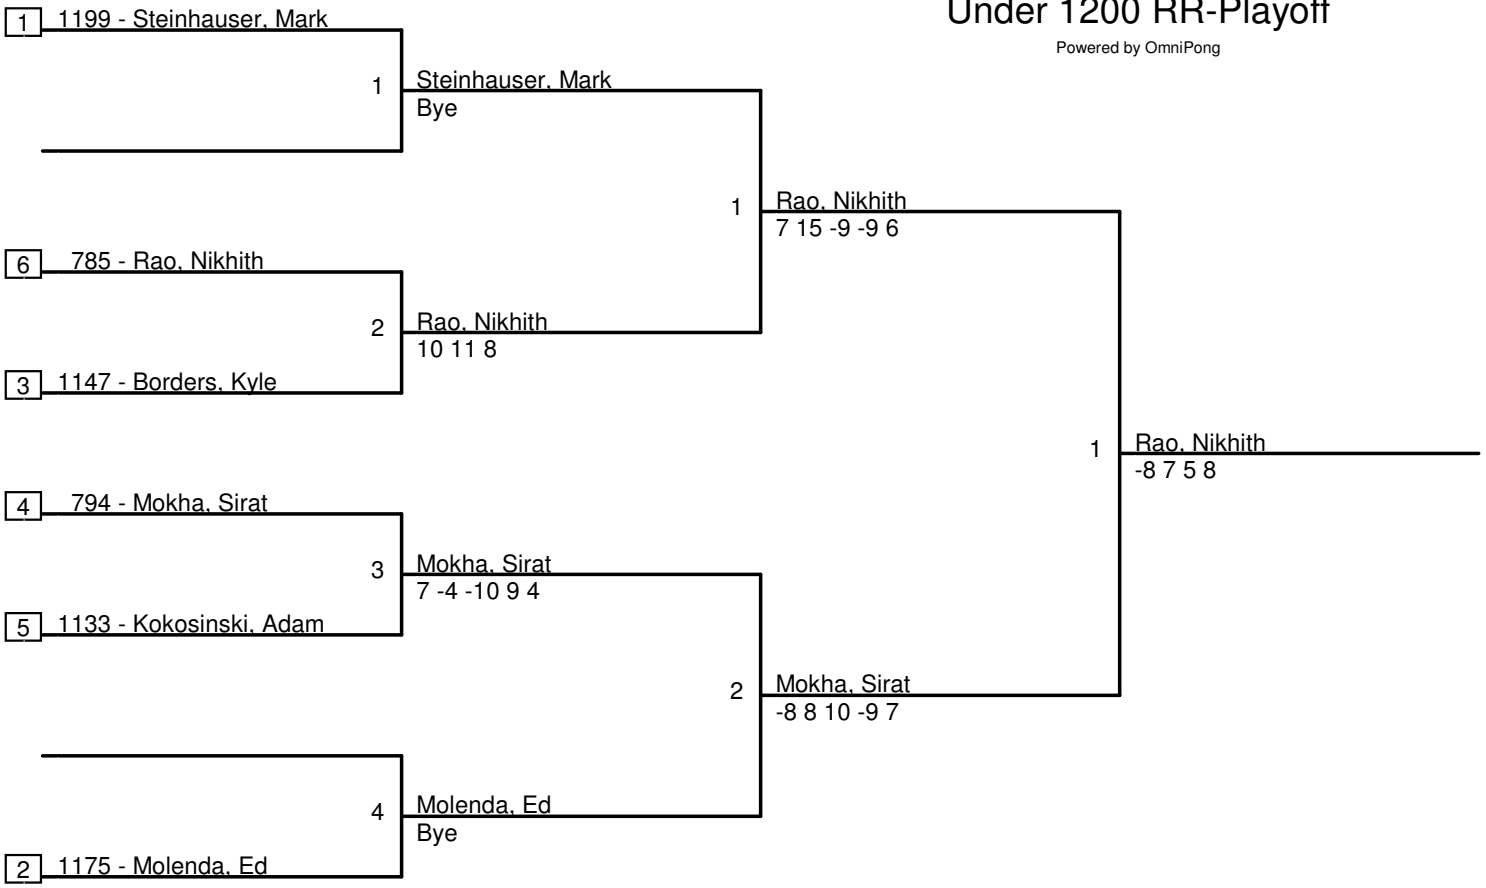 Under 1200 RR-Playoff
Powered by OmniPong
1 1199 - Steinhauser, Mark
1 Steinhauser, Mark
Bye
1 Rao, Nikhith
7 15 -9 -9 6
6 785 - Rao, Nikhith
2 Rao, Nikhith
10 11 8
3 1147 - Borders, Kyle
1 Rao, Nikhith
-8 7 5 8
4 794 - Mokha, Sirat
3 Mokha, Sirat
7 -4 -10 9 4
5 1133 - Kokosinski, Adam
2 Mokha, Sirat
-8 8 10 -9 7
4 Molenda, Ed
Bye
2 1175 - Molenda, Ed